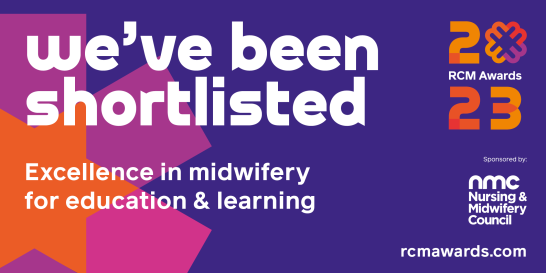 we've been
shortlisted
Excellence in midwifery
for education & learning
20
RCM Awards
23
Sponsored by:
nmc
Nursing &
Midwifery
Council
rcmawards.com